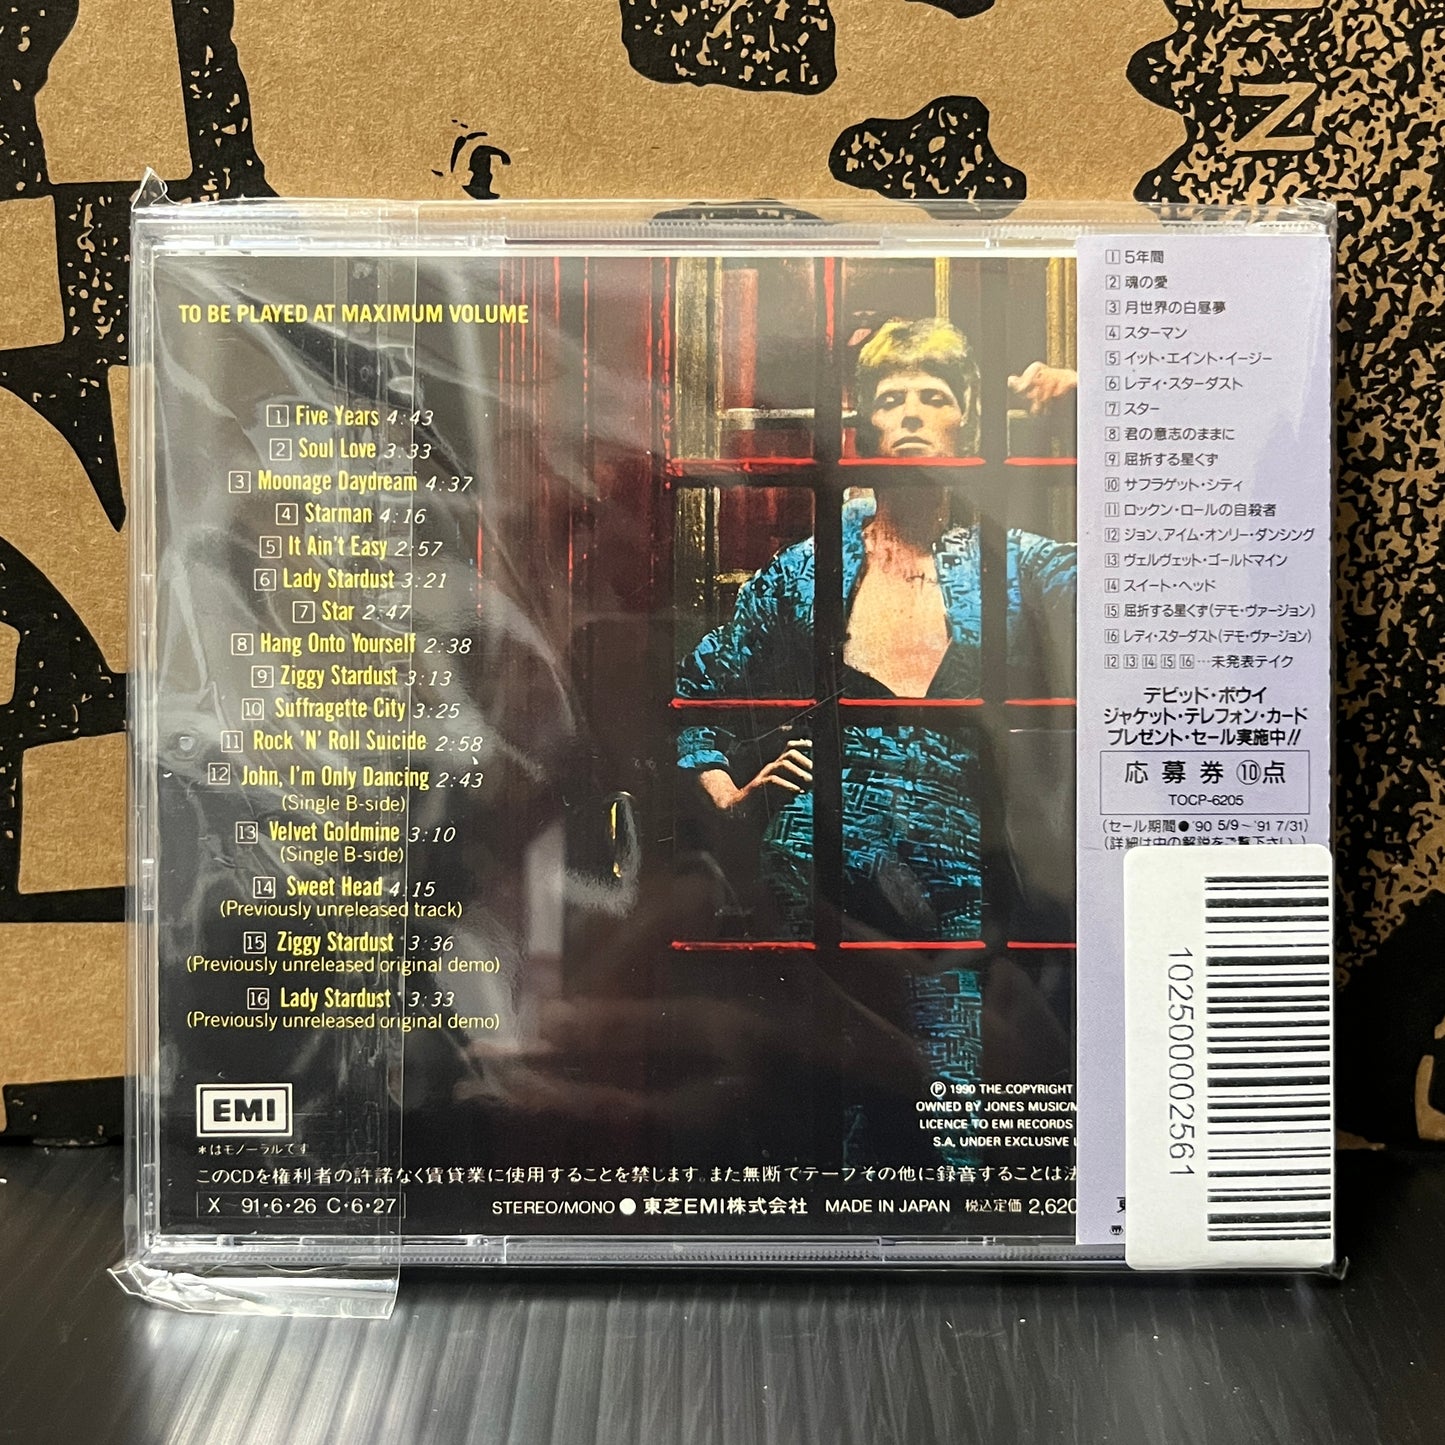 Z
TO BE PLAYED AT MAXIMUM VOLUME
1 Five Years 4:43
2 Soul Love 3:33
3 Moonage Daydream 4:37
4 Starman 4:16
5 It Ain't Easy 2:57
6 Lady Stardust 3:21
7 Star 2:47
8 Hang Onto Yourself 2:38
9 Ziggy Stardust 3:13
10 Suffragette City 3:25
11 Rock 'N' Roll Suicide 2:58
12 John, I'm Only Dancing 2:43
(Single B-side)
13 Velvet Goldmine 3:10
(Single B-side)
14 Sweet Head 4:15
(Previously unreleased track)
15 Ziggy Stardust 3:36
(Previously unreleased original demo)
16 Lady Stardust 3:33
(Previously unreleased original demo)
EMI
*はモノーラルです
Ⓟ 1990 THE COPYRIGHT
OWNED BY JONES MUSIC/M
LICENCE TO EMI RECORDS
S.A. UNDER EXCLUSIVE L
このCDを権利者の許諾なく賃貸業に使用することを禁じます。また無断でテープその他に録音することは法
X 91・6・26 C・6・27
STEREO/MONO ● 東芝EMI株式会社 MADE IN JAPAN 税込定価 2,620
1 5年間
2 魂の愛
3 月世界の白昼夢
4 スターマン
5 イット・エイント・イージー
6 レディ・スターダスト
7 スター
8 君の意志のままに
9 屈折する星くず
10 サフラゲット・シティ
11 ロックン・ロールの自殺者
12 ジョン、アイム・オンリー・ダンシング
13 ヴェルヴェット・ゴールドマイン
14 スイート・ヘッド
15 屈折する星くず(デモ・ヴァージョン)
16 レディ・スターダスト(デモ・ヴァージョン)
12 13 14 15 16 …未発表テイク
デビッド・ボウイ
ジャケット・テレフォン・カード
プレゼント・セール実施中!!
応募券 ⑩点
TOCP-6205
(セール期間● '90 5/9〜'91 7/31)
(詳細は中の解説をご覧下さい。)
1025000002561